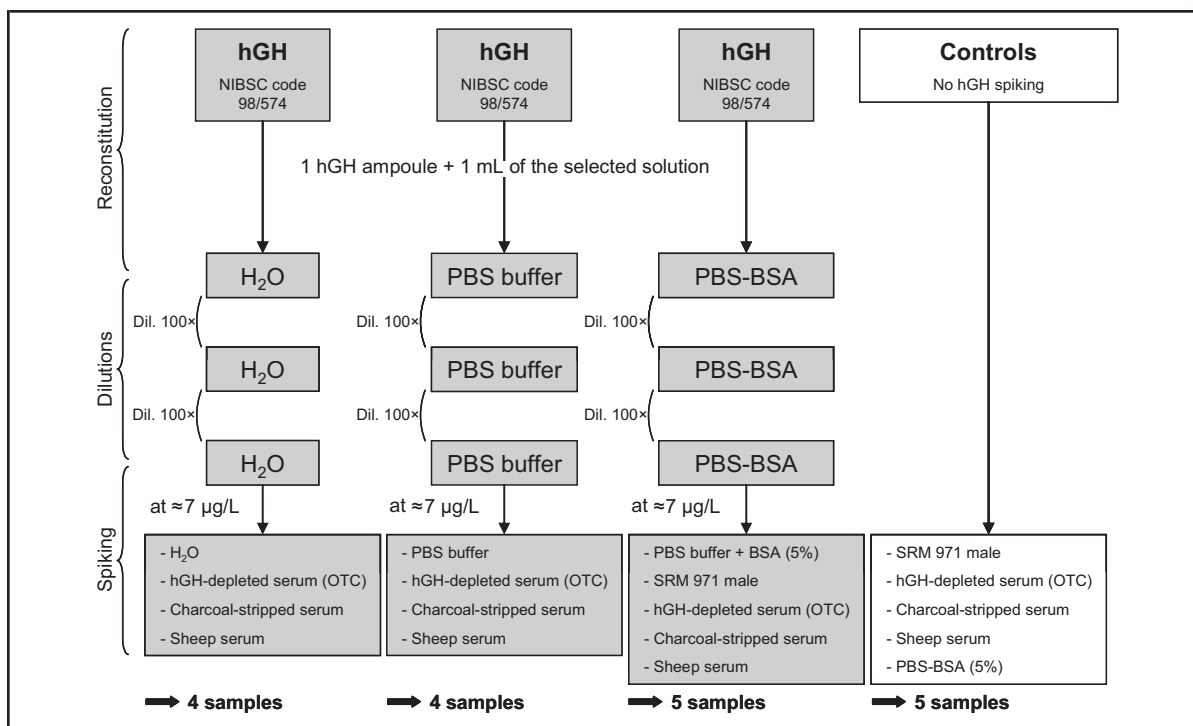 hGH
NIBSC code
98/574
hGH
NIBSC code
98/574
hGH
NIBSC code
98/574
Controls
No hGH spiking
Reconstitution
1 hGH ampoule + 1 mL of the selected solution
H₂O
PBS buffer
PBS-BSA
Dilutions
Dil. 100×
Dil. 100×
Dil. 100×
H₂O
PBS buffer
PBS-BSA
Dil. 100×
Dil. 100×
Dil. 100×
H₂O
PBS buffer
PBS-BSA
Spiking
at ≈7 µg/L
at ≈7 µg/L
at ≈7 µg/L
- H₂O
- hGH-depleted serum (OTC)
- Charcoal-stripped serum
- Sheep serum
- PBS buffer
- hGH-depleted serum (OTC)
- Charcoal-stripped serum
- Sheep serum
- PBS buffer + BSA (5%)
- SRM 971 male
- hGH-depleted serum (OTC)
- Charcoal-stripped serum
- Sheep serum
- SRM 971 male
- hGH-depleted serum (OTC)
- Charcoal-stripped serum
- Sheep serum
- PBS-BSA (5%)
4 samples
4 samples
5 samples
5 samples